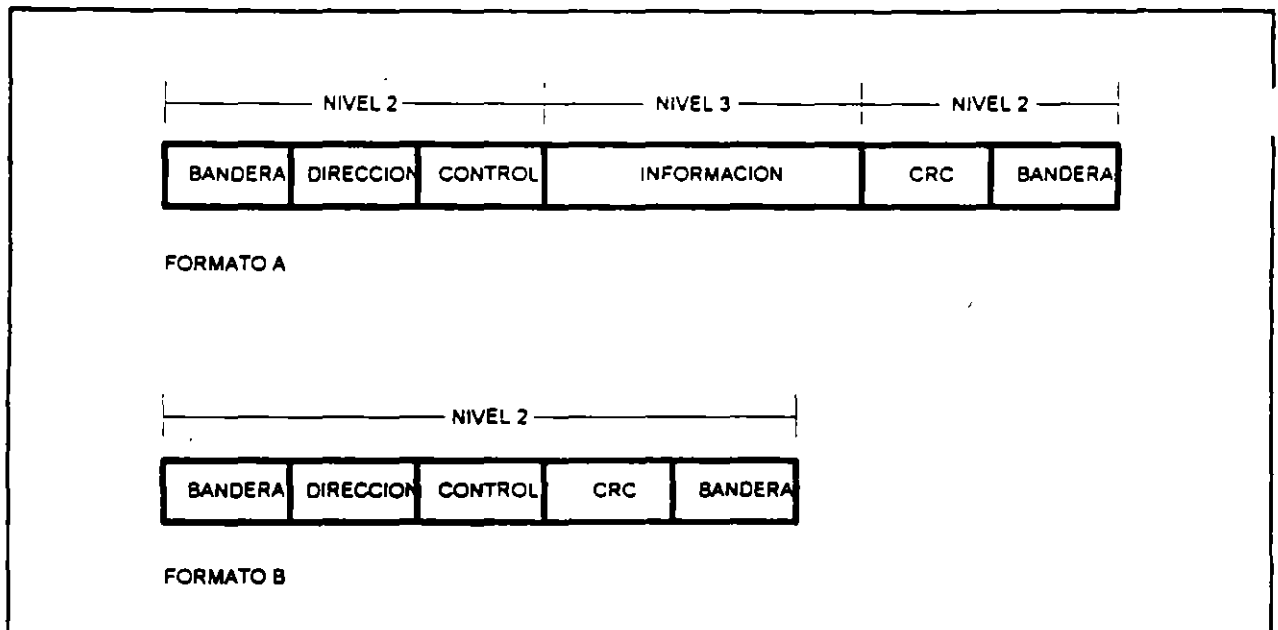 NIVEL 2 NIVEL 3 NIVEL 2
BANDERA DIRECCION CONTROL INFORMACION CRC BANDERA
FORMATO A
NIVEL 2
BANDERA DIRECCION CONTROL CRC BANDERA
FORMATO B